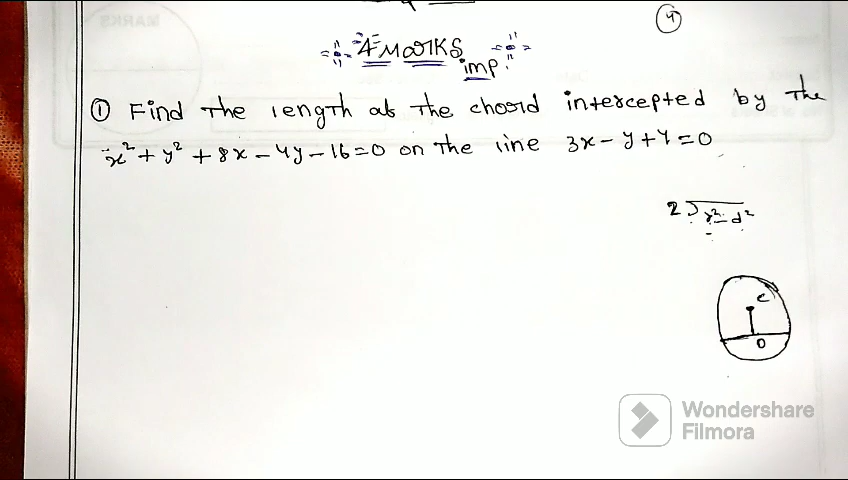 4
4 Marks
imp:
① Find The length of The chord intercepted by The
x² + y² + 8x - 4y - 16 = 0 on The line 3x - y + 4 = 0
2√r² - d²
C
D
Wondershare
Filmora